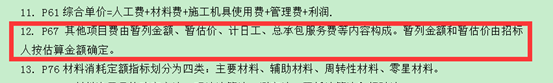 11. P61 综合单价=人工费+材料费+施工机具使用费+管理费+利润.
12. P67 其他项目费由暂列金额、暂估价、计日工、总承包服务费等内容构成。暂列金额和暂估价由招标
人按估算金额确定。
13. P76 材料消耗定额指标划分为四类：主要材料、辅助材料、周转性材料、零星材料。